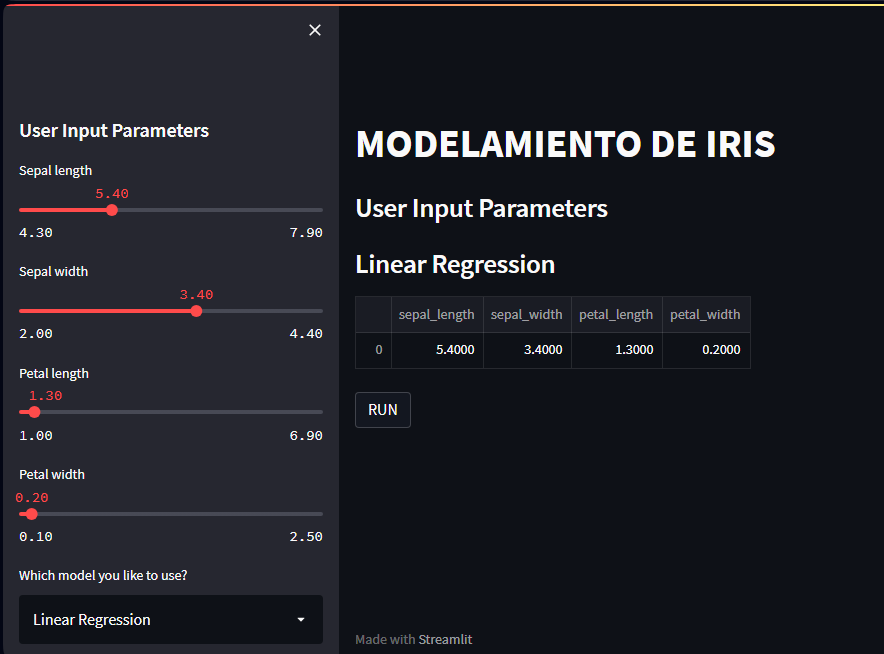 User Input Parameters
Sepal length
5.40
4.30 7.90
Sepal width
3.40
2.00 4.40
Petal length
1.30
1.00 6.90
Petal width
0.20
0.10 2.50
Which model you like to use?
Linear Regression
MODELAMIENTO DE IRIS
User Input Parameters
Linear Regression
sepal_length sepal_width petal_length petal_width
0 5.4000 3.4000 1.3000 0.2000
RUN
Made with Streamlit